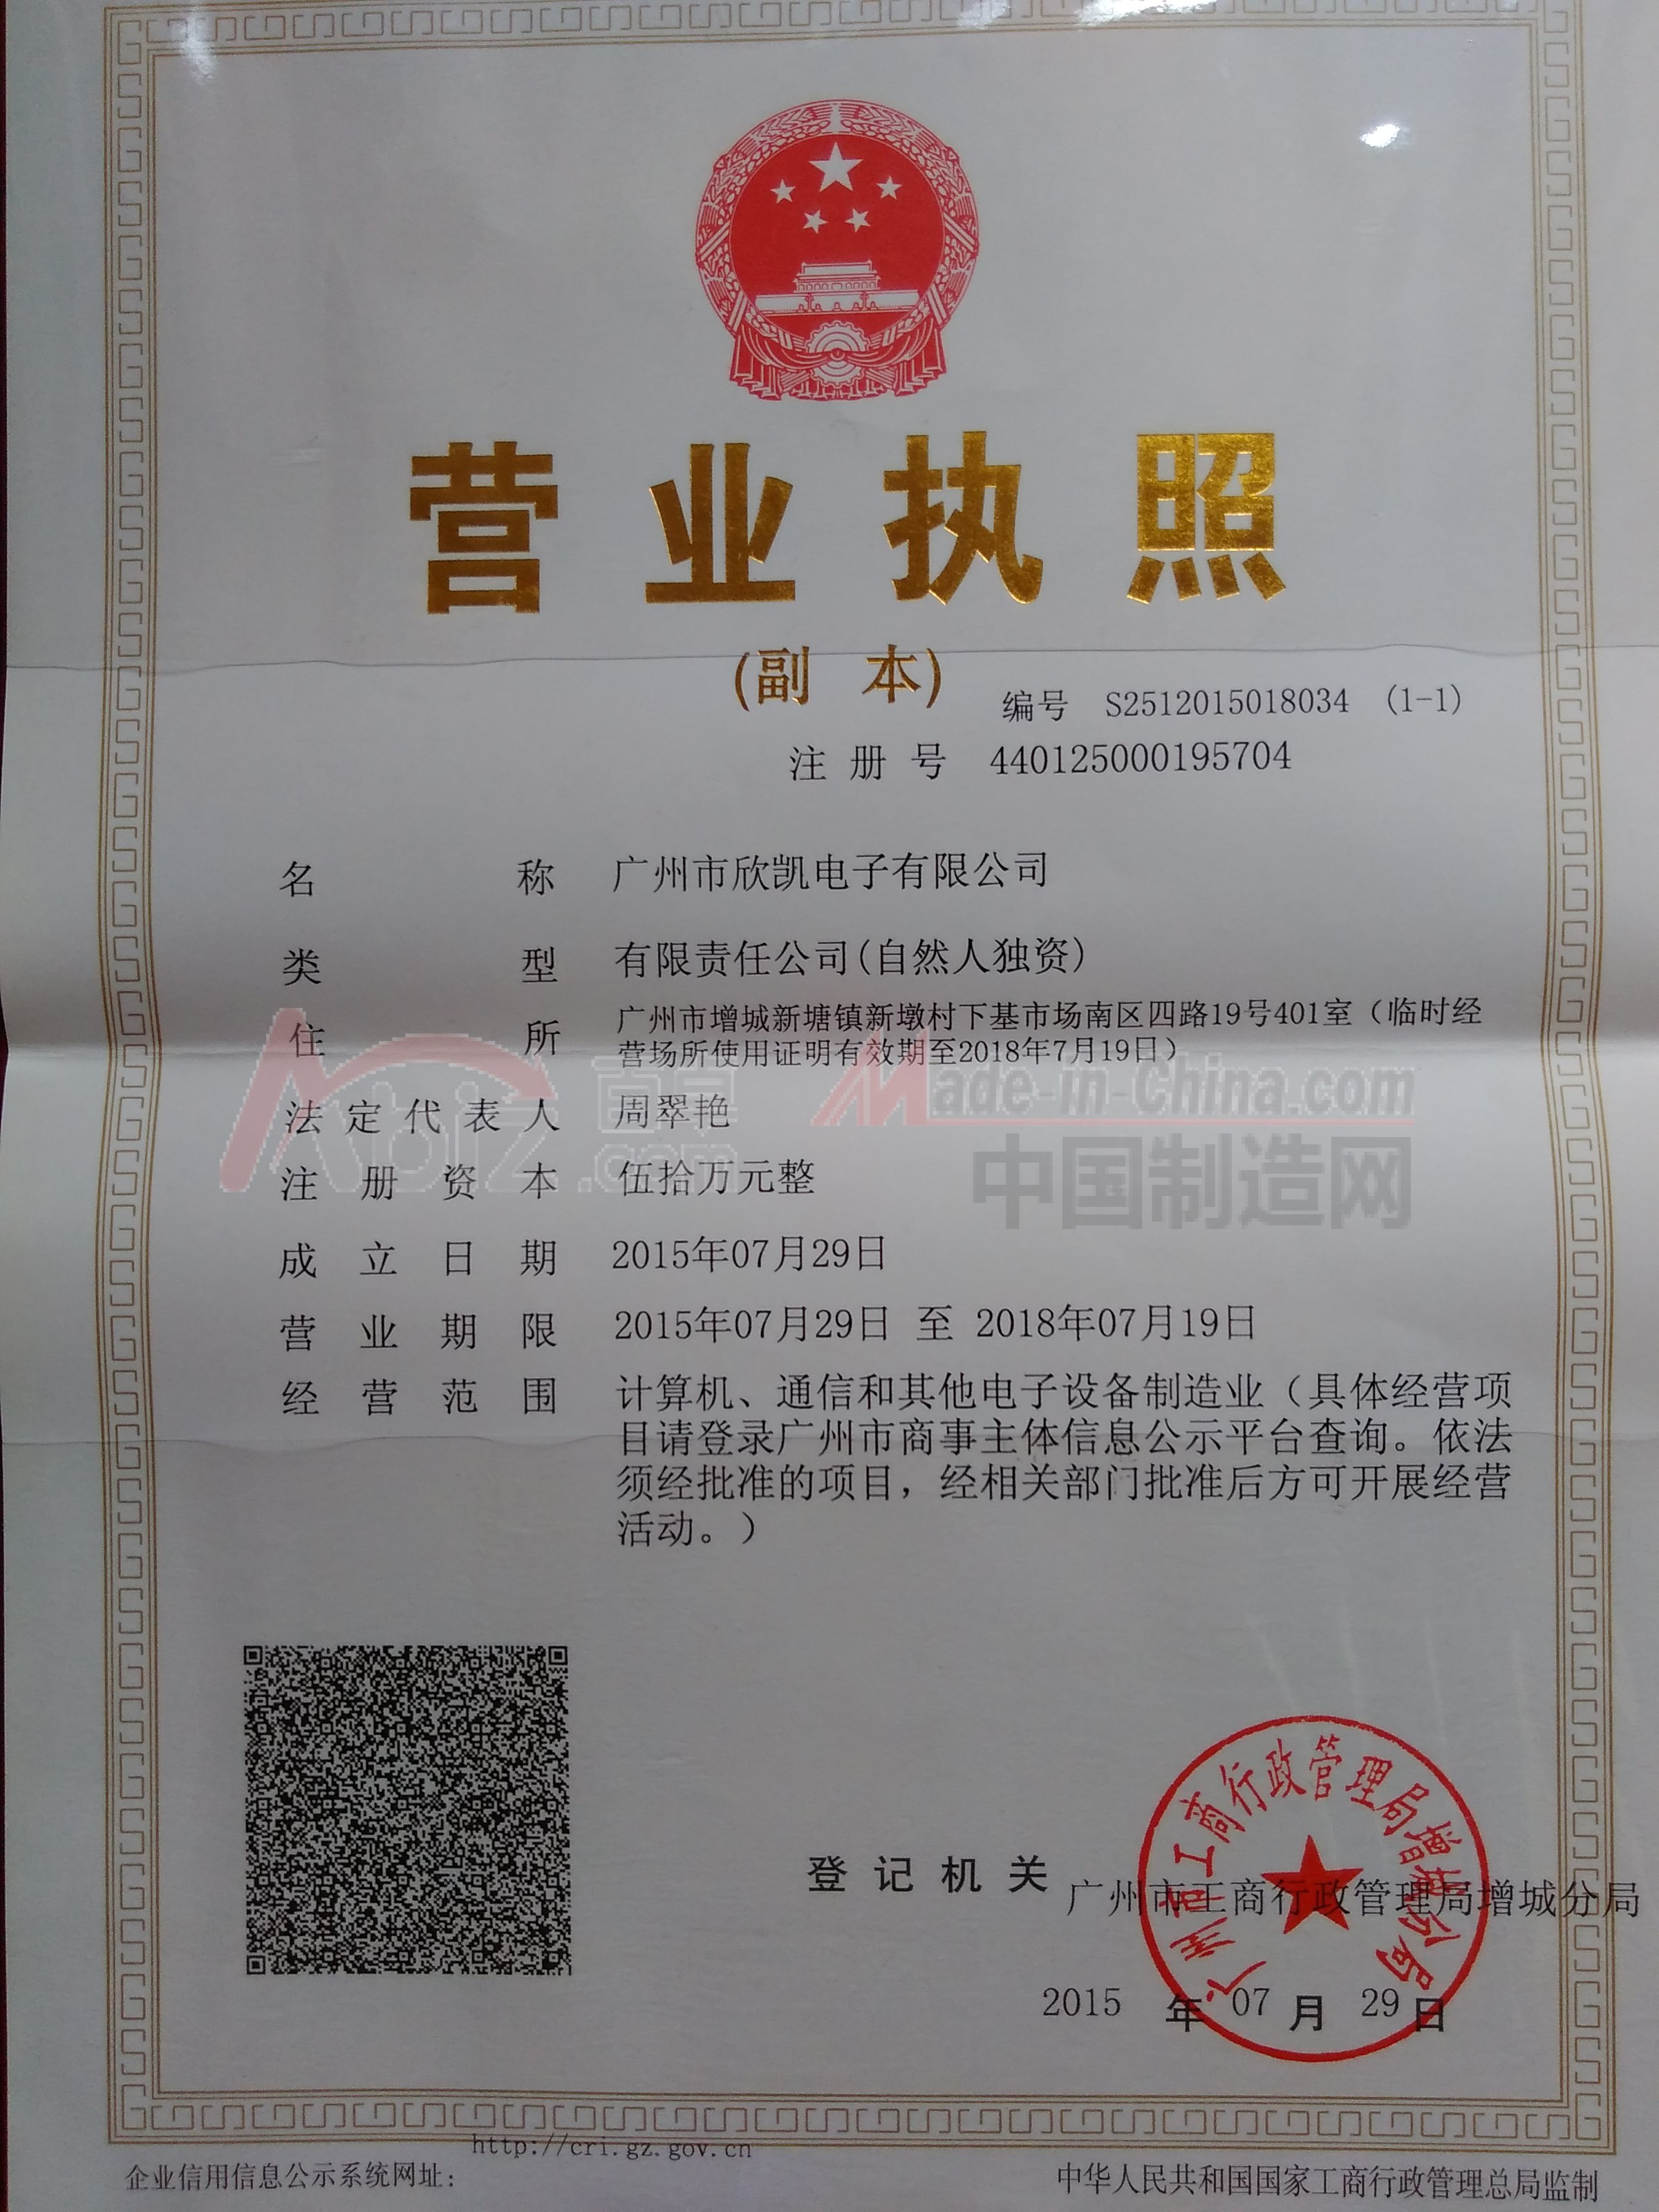 营业执照
(副 本)
编号 S2512015018034 (1-1)
注册号 440125000195704
名称 广州市欣凯电子有限公司
类型 有限责任公司(自然人独资)
住所 广州市增城新塘镇新墩村下基市场南区四路19号401室（临时经
营场所使用证明有效期至2018年7月19日）
法定代表人 周翠艳
注册资本 伍拾万元整
成立日期 2015年07月29日
营业期限 2015年07月29日 至 2018年07月19日
经营范围 计算机、通信和其他电子设备制造业（具体经营项
目请登录广州市商事主体信息公示平台查询。依法
须经批准的项目，经相关部门批准后方可开展经营
活动。）
Abiz.com
Made-in-China.com
中国制造网
广州市工商行政管理局增城分局
登记机关
广州市工商行政管理局增城分局
2015 年 07 月 29 日
http://cri.gz.gov.cn
企业信用信息公示系统网址：
中华人民共和国国家工商行政管理总局监制